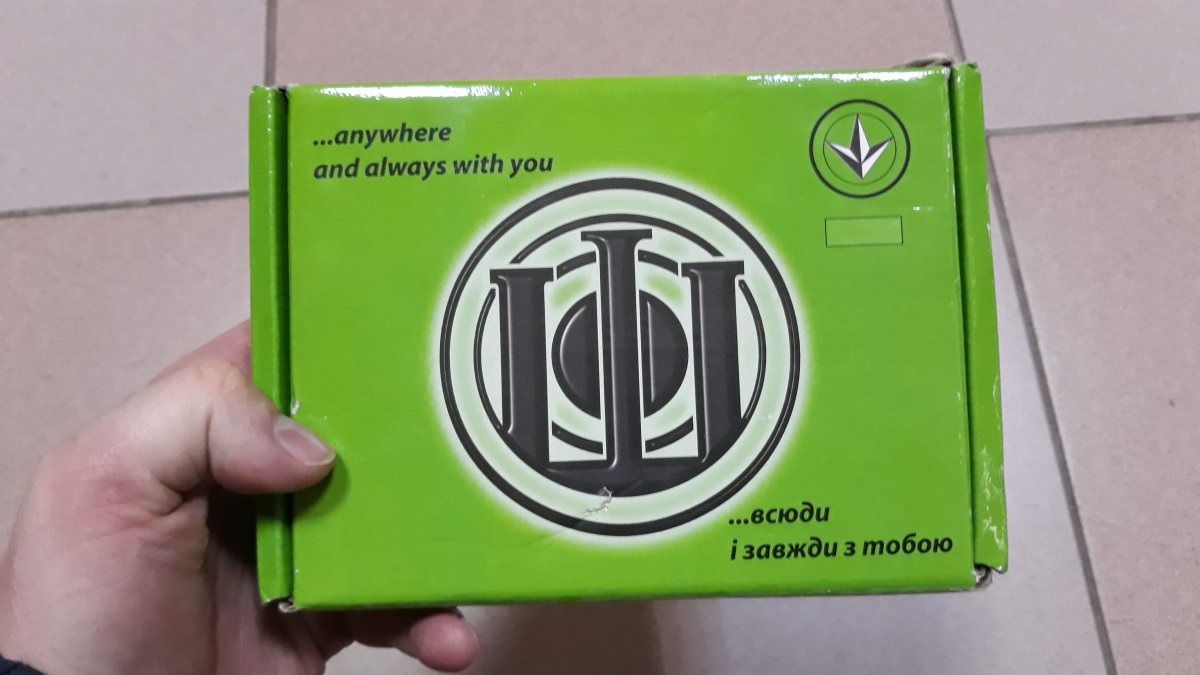 ...anywhere
and always with you
...всюди
і завжди з тобою